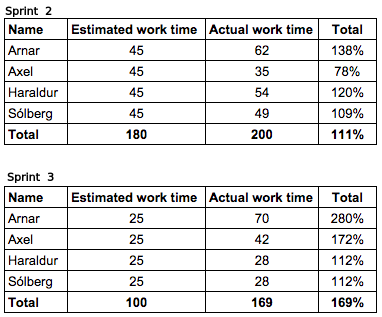 Sprint 2
Name Estimated work time Actual work time Total
Arnar 45 62 138%
Axel 45 35 78%
Haraldur 45 54 120%
Sólberg 45 49 109%
Total 180 200 111%
Sprint 3
Name Estimated work time Actual work time Total
Arnar 25 70 280%
Axel 25 42 172%
Haraldur 25 28 112%
Sólberg 25 28 112%
Total 100 169 169%